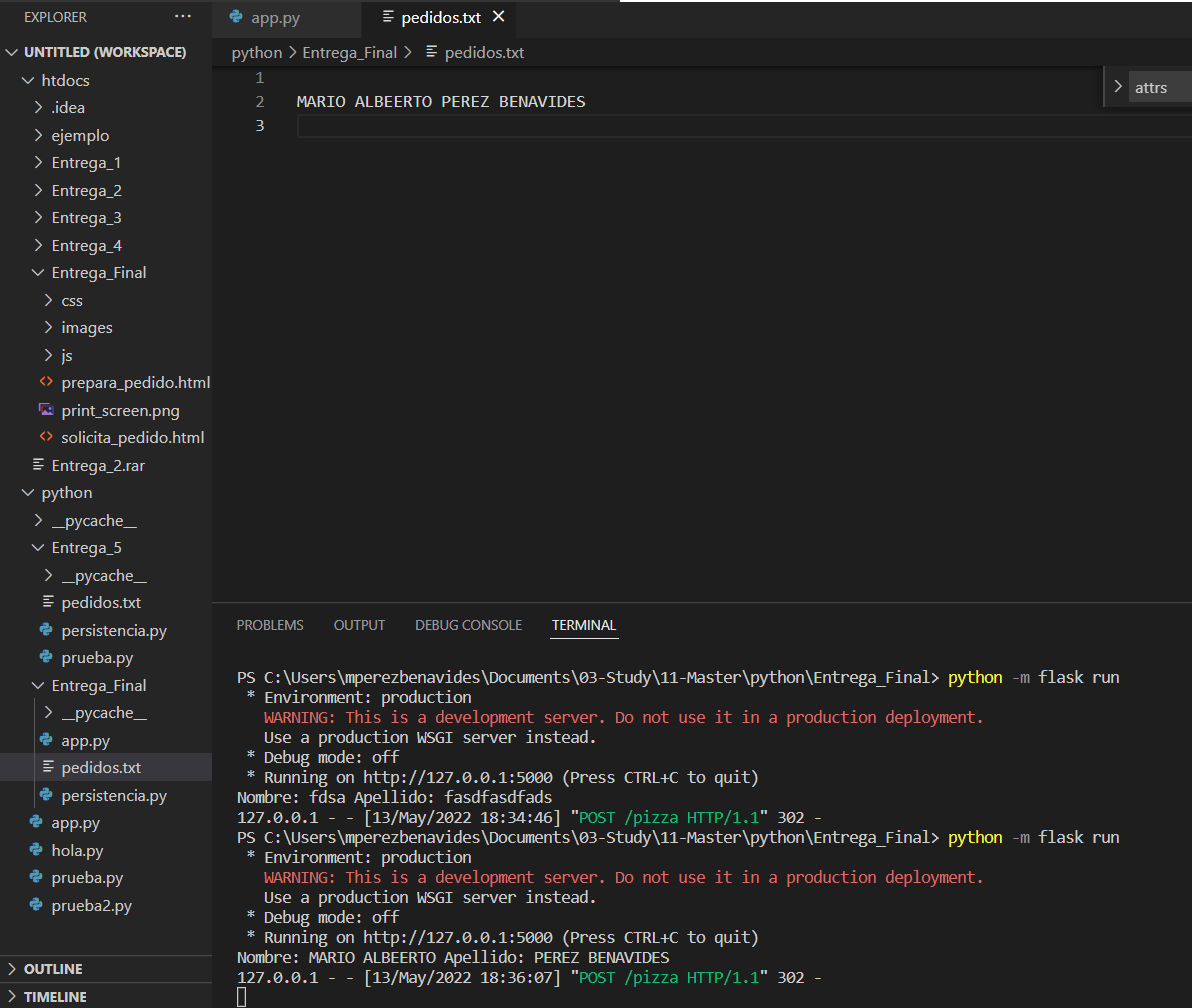 EXPLORER ...
UNTITLED (WORKSPACE)
htdocs
.idea
ejemplo
Entrega_1
Entrega_2
Entrega_3
Entrega_4
Entrega_Final
css
images
js
prepara_pedido.html
print_screen.png
solicita_pedido.html
Entrega_2.rar
python
__pycache__
Entrega_5
__pycache__
pedidos.txt
persistencia.py
prueba.py
Entrega_Final
__pycache__
app.py
pedidos.txt
persistencia.py
app.py
hola.py
prueba.py
prueba2.py
OUTLINE
TIMELINE
app.py pedidos.txt
python > Entrega_Final > pedidos.txt
attrs
1
2 MARIO ALBEERTO PEREZ BENAVIDES
3
PROBLEMS OUTPUT DEBUG CONSOLE TERMINAL
PS C:\Users\mperezbenavides\Documents\03-Study\11-Master\python\Entrega_Final> python -m flask run
* Environment: production
WARNING: This is a development server. Do not use it in a production deployment.
Use a production WSGI server instead.
* Debug mode: off
* Running on http://127.0.0.1:5000 (Press CTRL+C to quit)
Nombre: fdsa Apellido: fasdfasdfads
127.0.0.1 - - [13/May/2022 18:34:46] "POST /pizza HTTP/1.1" 302 -
PS C:\Users\mperezbenavides\Documents\03-Study\11-Master\python\Entrega_Final> python -m flask run
* Environment: production
WARNING: This is a development server. Do not use it in a production deployment.
Use a production WSGI server instead.
* Debug mode: off
* Running on http://127.0.0.1:5000 (Press CTRL+C to quit)
Nombre: MARIO ALBEERTO Apellido: PEREZ BENAVIDES
127.0.0.1 - - [13/May/2022 18:36:07] "POST /pizza HTTP/1.1" 302 -